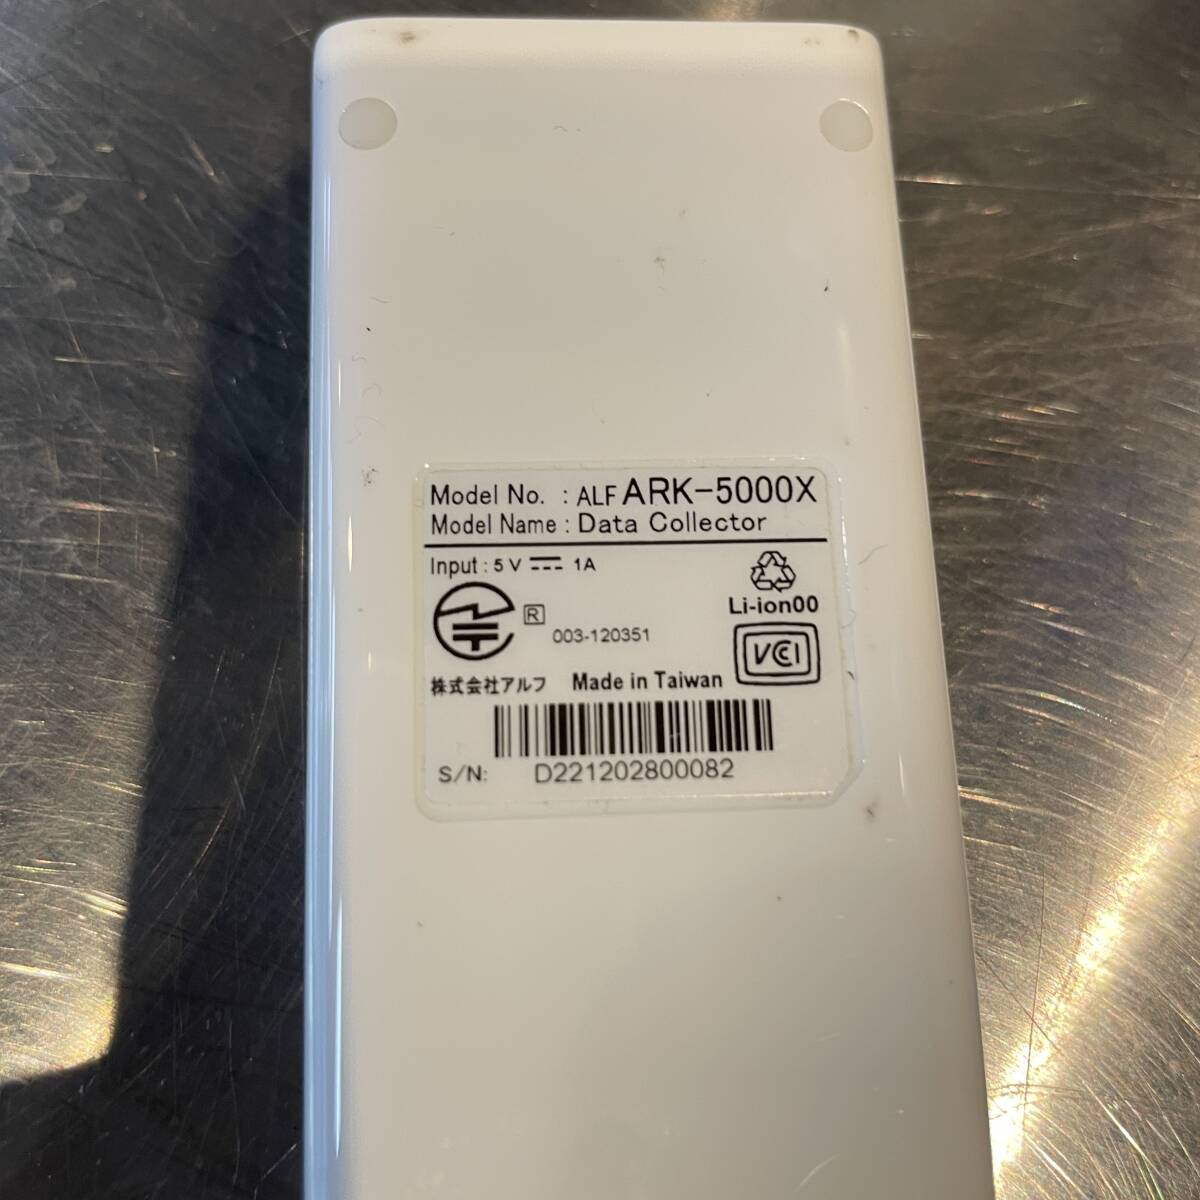 Model No. : ALF ARK-5000X
Model Name : Data Collector
Input : 5 V 1A
Li-ion00
R 003-120351
VCCI
株式会社アルフ Made in Taiwan
S/N: D221202800082